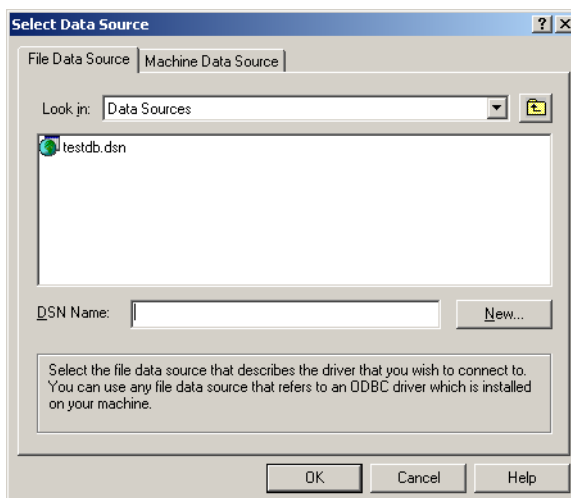 Select Data Source
File Data Source
Machine Data Source
Look in: Data Sources
testdb.dsn
DSN Name:
New...
Select the file data source that describes the driver that you wish to connect to.
You can use any file data source that refers to an ODBC driver which is installed
on your machine.
OK
Cancel
Help